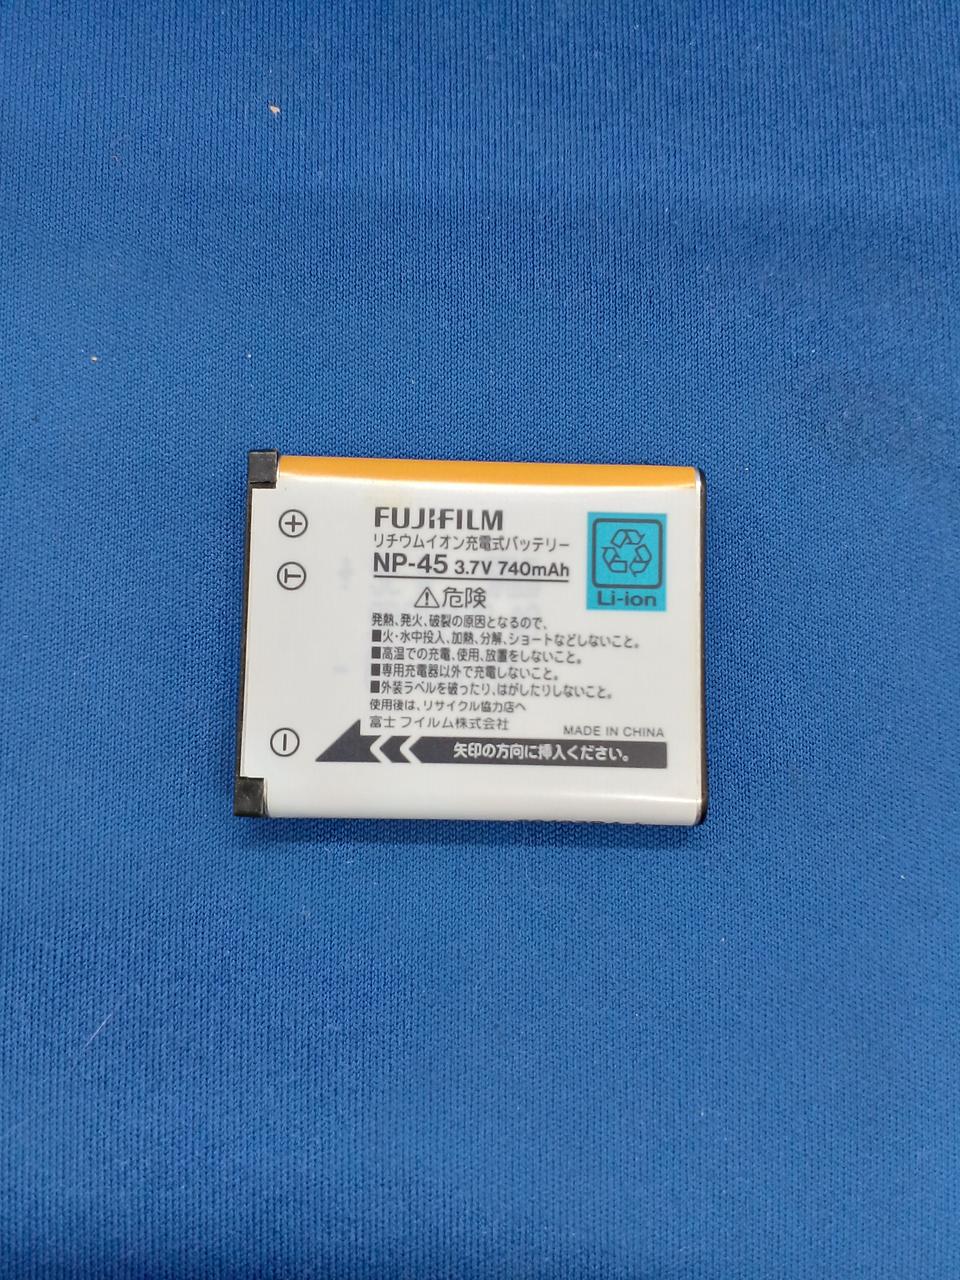 FUJIFILM
リチウムイオン充電式バッテリー
NP-45 3.7V 740mAh
Li-ion
⚠危険
発熱、発火、破裂の原因となるので、
■火・水中投入、加熱、分解、ショートなどしないこと。
■高温での充電、使用、放置をしないこと。
■専用充電器以外で充電しないこと。
■外装ラベルを破ったり、はがしたりしないこと。
使用後は、リサイクル協力店へ
富士フイルム株式会社
MADE IN CHINA
矢印の方向に挿入ください。
+
T
−